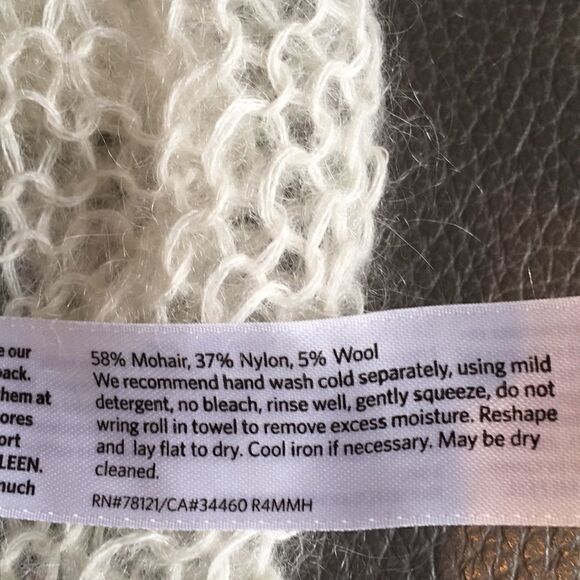 e our
back.
hem at
ores
ort
LEEN.
much
58% Mohair, 37% Nylon, 5% Wool
We recommend hand wash cold separately, using mild
detergent, no bleach, rinse well, gently squeeze, do not
wring roll in towel to remove excess moisture. Reshape
and lay flat to dry. Cool iron if necessary. May be dry
cleaned.
RN#78121/CA#34460 R4MMH